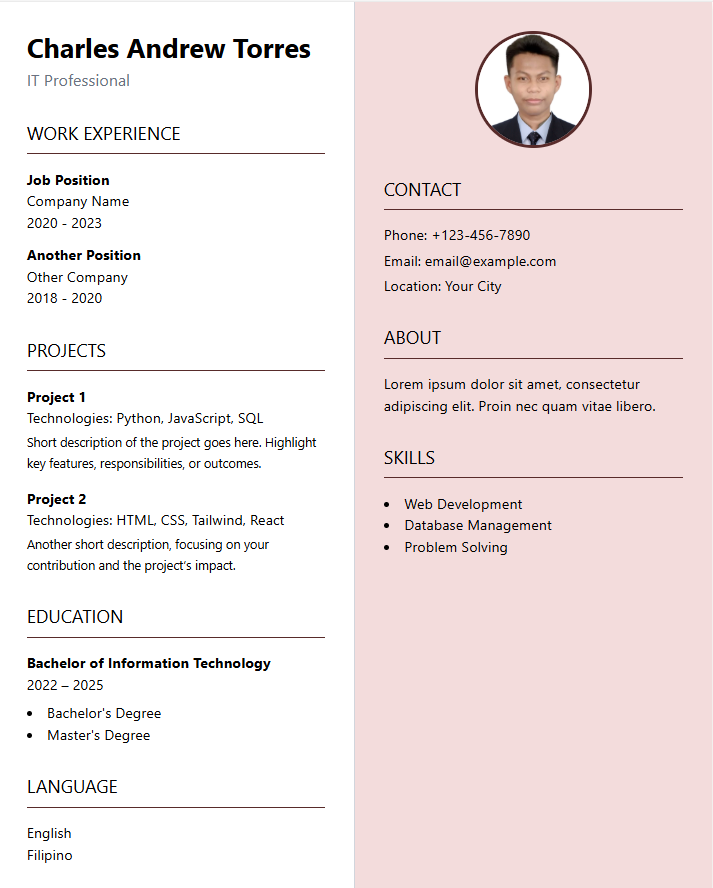 Charles Andrew Torres
IT Professional
WORK EXPERIENCE
Job Position
Company Name
2020 - 2023
Another Position
Other Company
2018 - 2020
PROJECTS
Project 1
Technologies: Python, JavaScript, SQL
Short description of the project goes here. Highlight
key features, responsibilities, or outcomes.
Project 2
Technologies: HTML, CSS, Tailwind, React
Another short description, focusing on your
contribution and the project's impact.
EDUCATION
Bachelor of Information Technology
2022 – 2025
• Bachelor's Degree
• Master's Degree
LANGUAGE
English
Filipino
CONTACT
Phone: +123-456-7890
Email: email@example.com
Location: Your City
ABOUT
Lorem ipsum dolor sit amet, consectetur
adipiscing elit. Proin nec quam vitae libero.
SKILLS
• Web Development
• Database Management
• Problem Solving